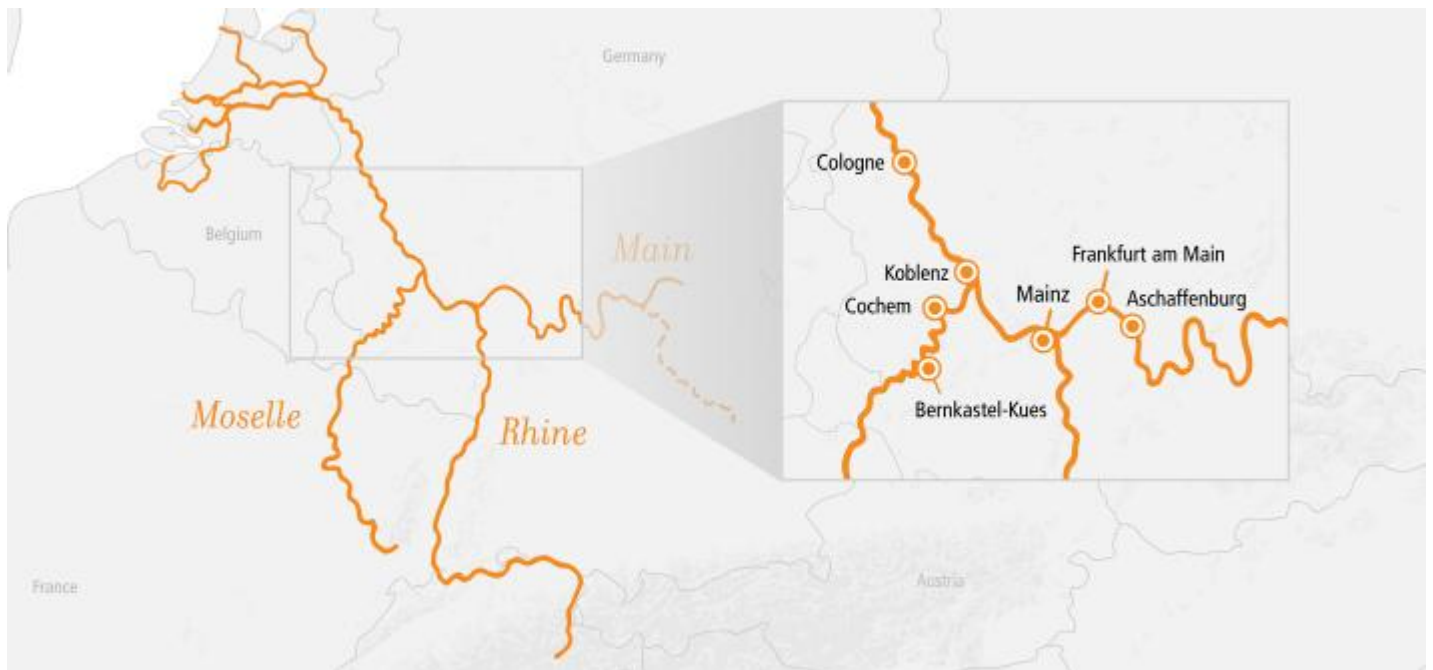 Germany
Belgium
Main
Moselle
Rhine
France
Austria
Cologne
Koblenz
Frankfurt am Main
Mainz
Cochem
Aschaffenburg
Bernkastel-Kues